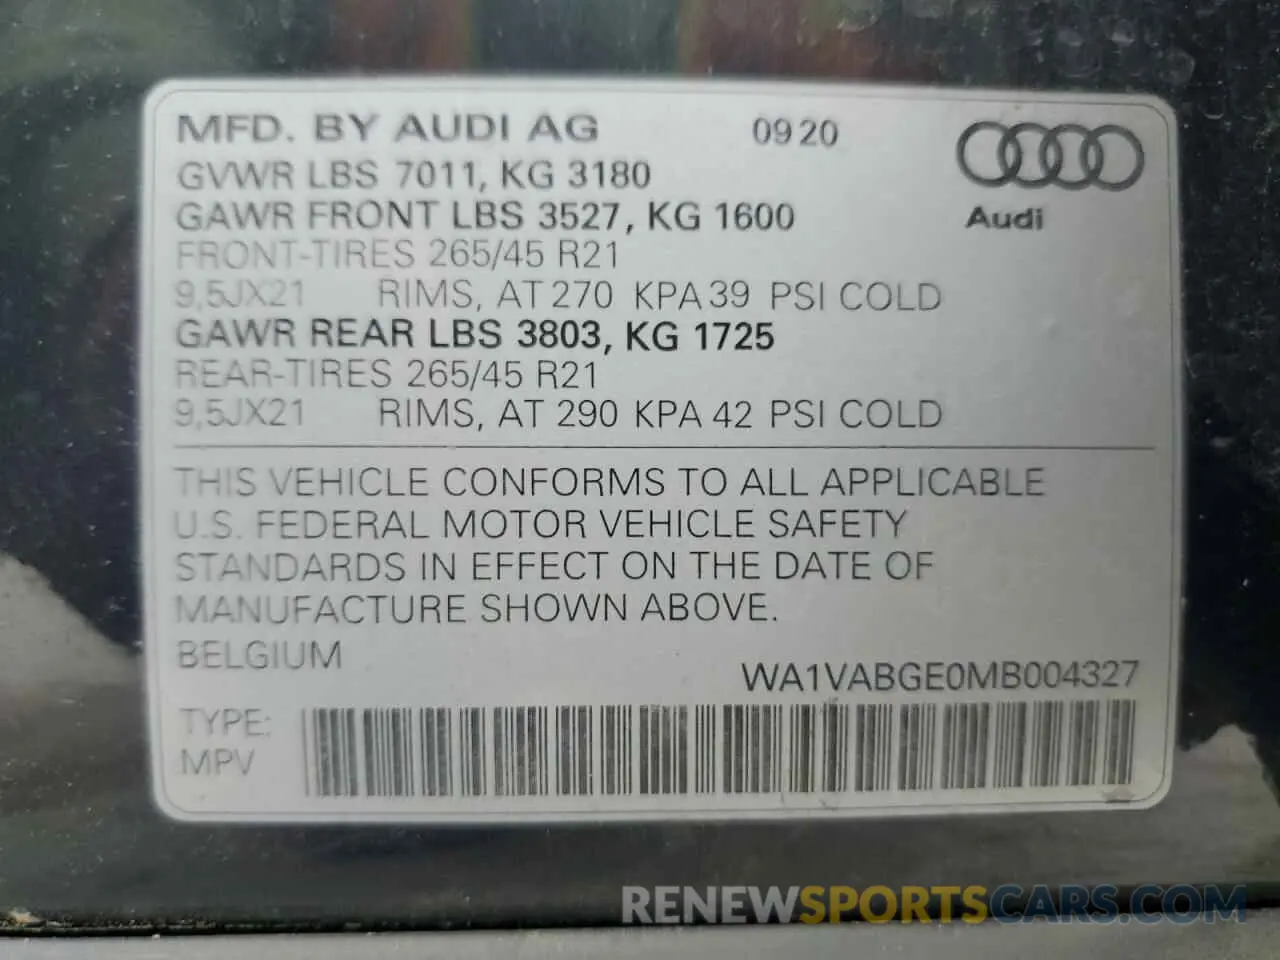 MFD. BY AUDI AG 0920
GVWR LBS 7011, KG 3180
GAWR FRONT LBS 3527, KG 1600
Audi
FRONT-TIRES 265/45 R21
9,5JX21 RIMS, AT 270 KPA 39 PSI COLD
GAWR REAR LBS 3803, KG 1725
REAR-TIRES 265/45 R21
9,5JX21 RIMS, AT 290 KPA 42 PSI COLD
THIS VEHICLE CONFORMS TO ALL APPLICABLE
U.S. FEDERAL MOTOR VEHICLE SAFETY
STANDARDS IN EFFECT ON THE DATE OF
MANUFACTURE SHOWN ABOVE.
BELGIUM
WA1VABGE0MB004327
TYPE:
MPV
RENEWSPORTSCARS.COM